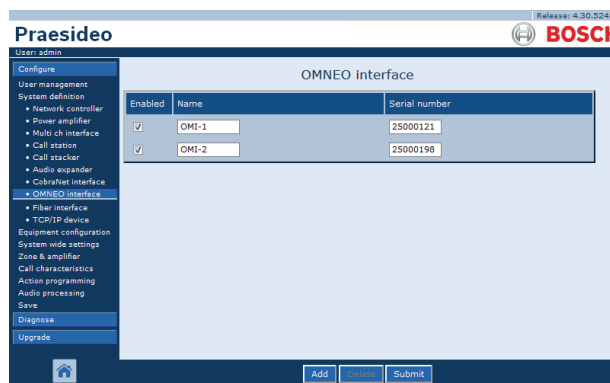 Release: 4.30.524
Praesideo
BOSCH
User: admin
Configure
User management
System definition
• Network controller
• Power amplifier
• Multi ch interface
• Call station
• Call stacker
• Audio expander
• CobraNet interface
• OMNEO interface
• Fiber interface
• TCP/IP device
Equipment configuration
System wide settings
Zone & amplifier
Call characteristics
Action programming
Audio processing
Save
Diagnose
Upgrade
OMNEO interface
Enabled Name Serial number
OMI-1 25000121
OMI-2 25000198
Add Delete Submit